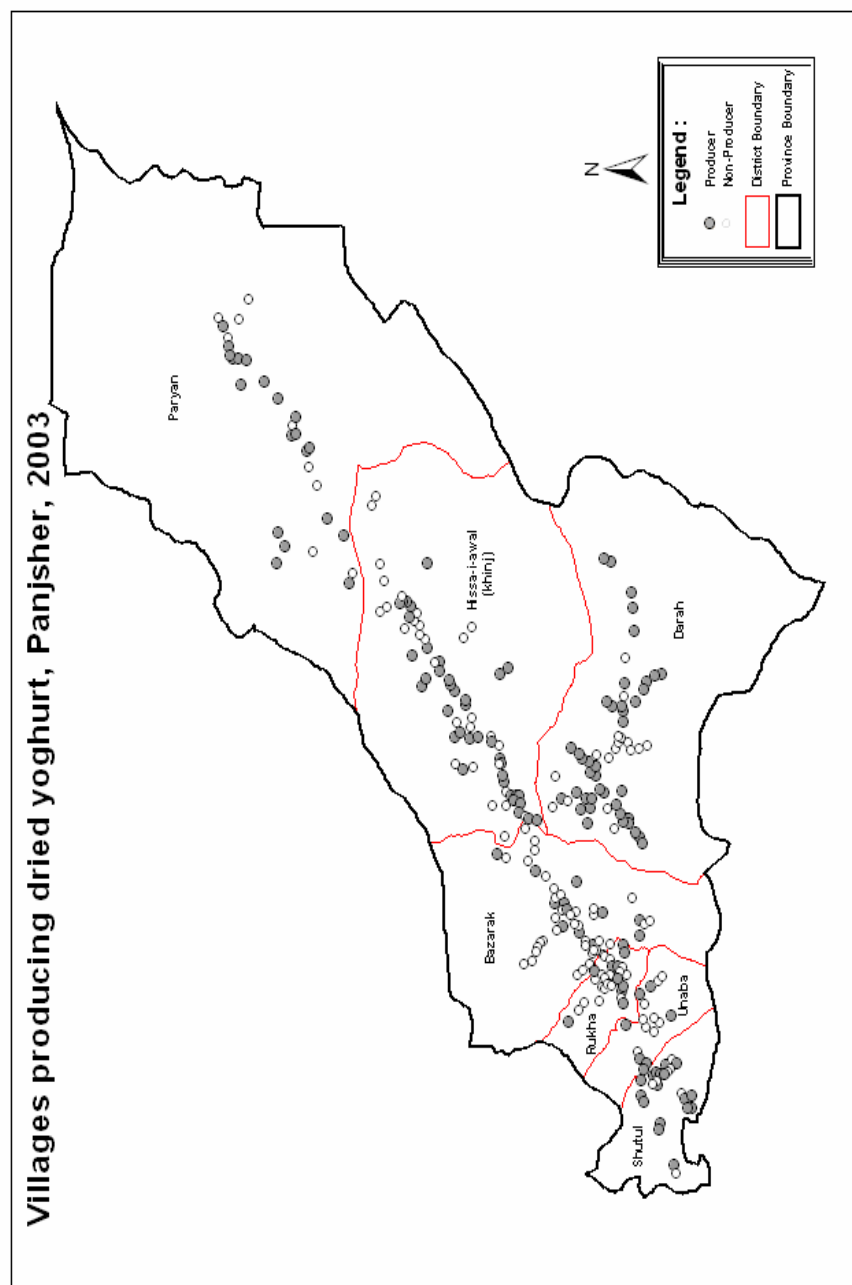 Villages producing dried yoghurt, Panjsher, 2003
Paryan
Hissa-i-awal
(khinj)
Darah
Bazarak
Rukha
Unaba
Shutul
N
Legend :
Producer
Non-Producer
District Boundary
Province Boundary